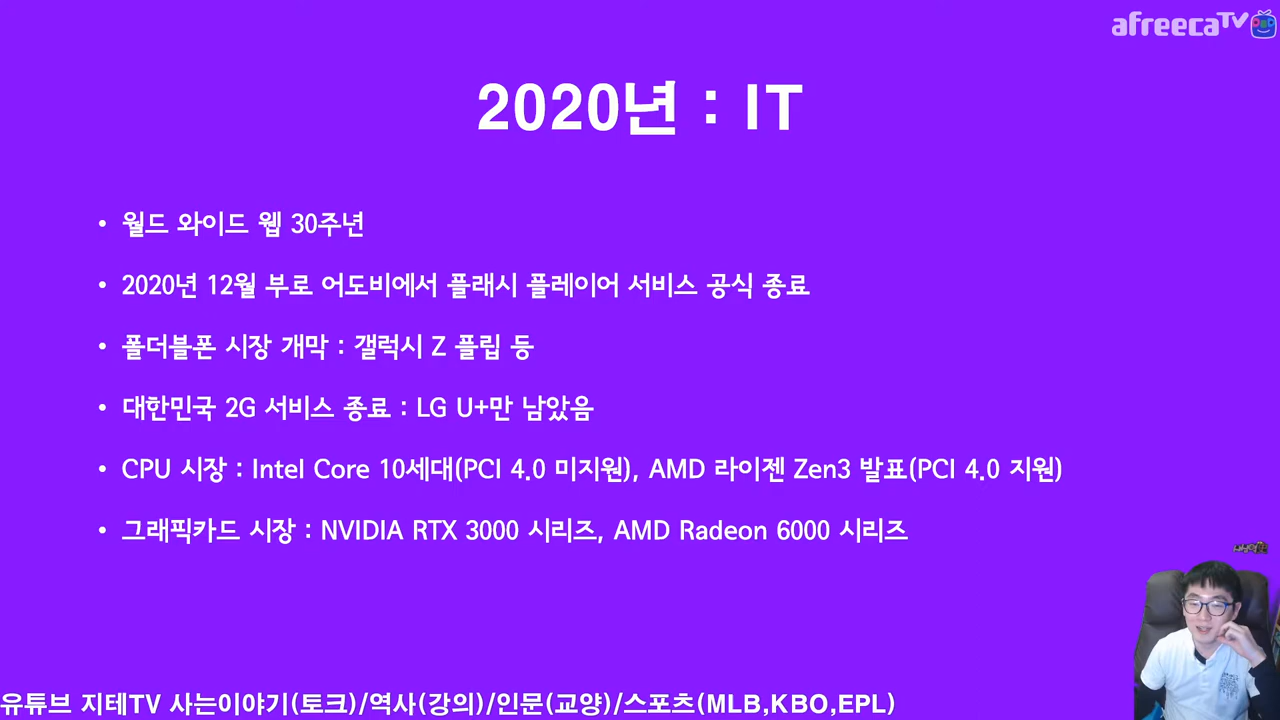 afreecaTV
2020년 : IT
• 월드 와이드 웹 30주년
• 2020년 12월 부로 어도비에서 플래시 플레이어 서비스 공식 종료
• 폴더블폰 시장 개막 : 갤럭시 Z 플립 등
• 대한민국 2G 서비스 종료 : LG U+만 남았음
• CPU 시장 : Intel Core 10세대(PCI 4.0 미지원), AMD 라이젠 Zen3 발표(PCI 4.0 지원)
• 그래픽카드 시장 : NVIDIA RTX 3000 시리즈, AMD Radeon 6000 시리즈
유튜브 지테TV 사는이야기(토크)/역사(강의)/인문(교양)/스포츠(MLB,KBO,EPL)